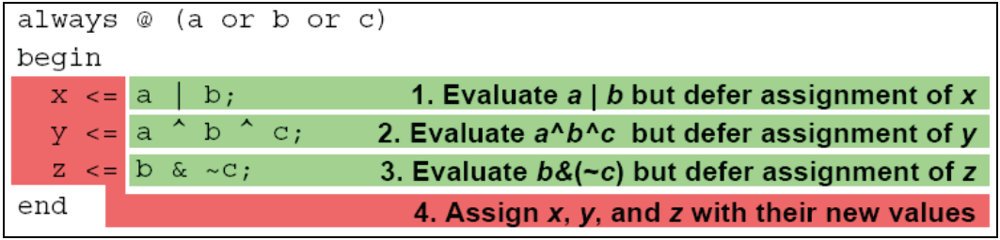 always @ (a or b or c)
begin
x <= a | b; 1. Evaluate a | b but defer assignment of x
y <= a ^ b ^ c; 2. Evaluate a^b^c but defer assignment of y
z <= b & ~c; 3. Evaluate b&(~c) but defer assignment of z
end 4. Assign x, y, and z with their new values